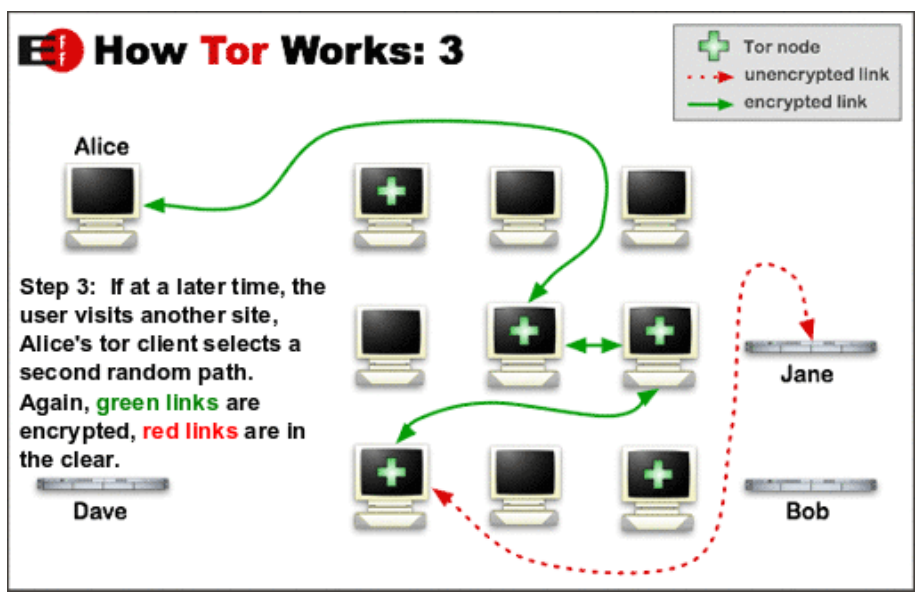 EFF How Tor Works: 3
Tor node
unencrypted link
encrypted link
Alice
Step 3: If at a later time, the
user visits another site,
Alice's tor client selects a
second random path.
Again, green links are
encrypted, red links are in
the clear.
Jane
Dave
Bob